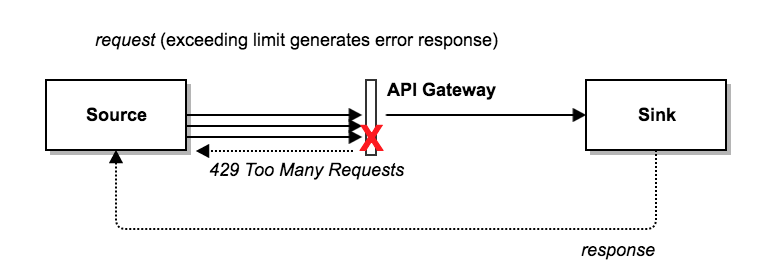 request (exceeding limit generates error response)
API Gateway
Source
Sink
X
429 Too Many Requests
response